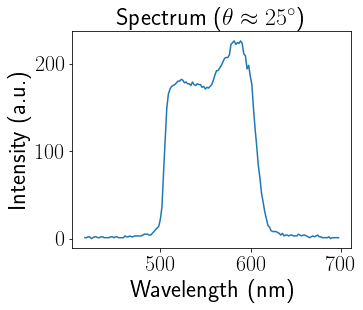 Spectrum (θ ≈ 25°)
Intensity (a.u.)
200
100
0
500 600 700
Wavelength (nm)